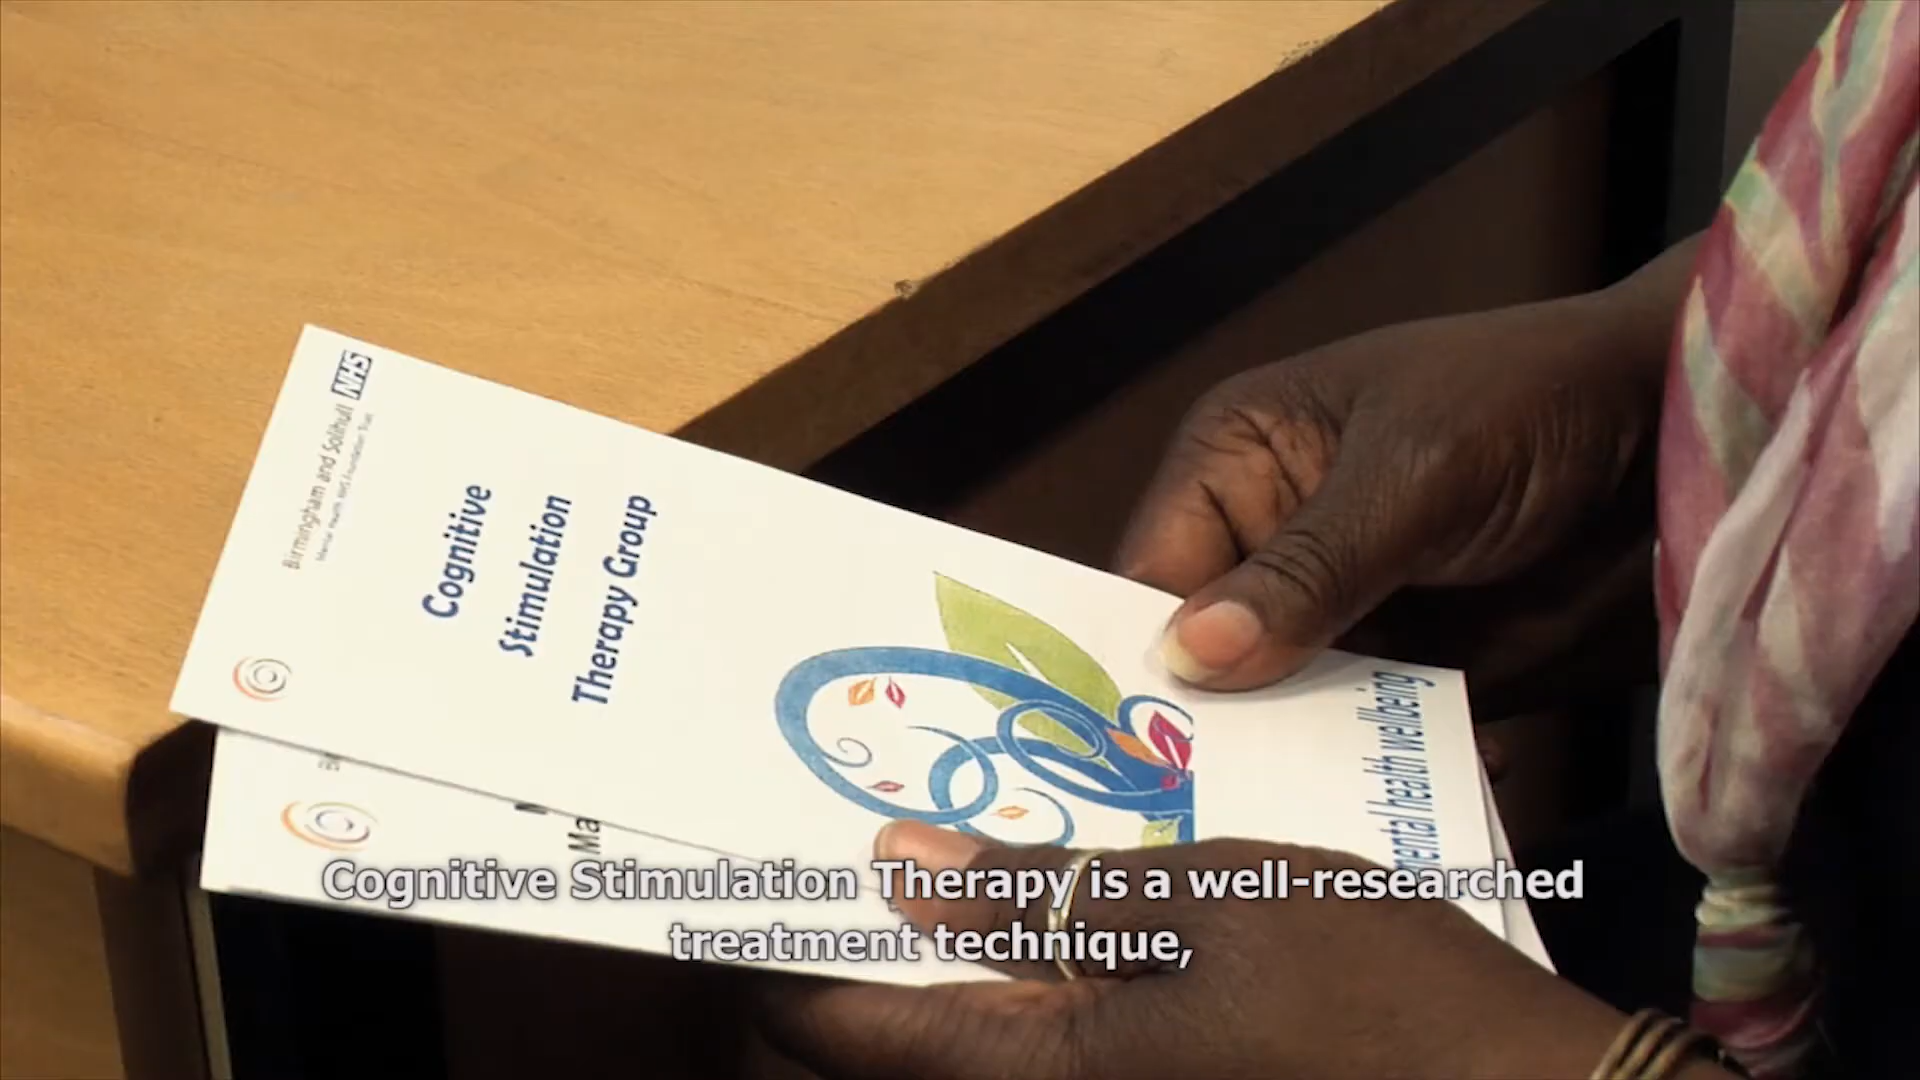 Birmingham and Solihull NHS
Mental Health NHS Foundation Trust
Cognitive
Stimulation
Therapy Group
mental health wellbeing
Ma
Cognitive Stimulation Therapy is a well-researched
treatment technique,